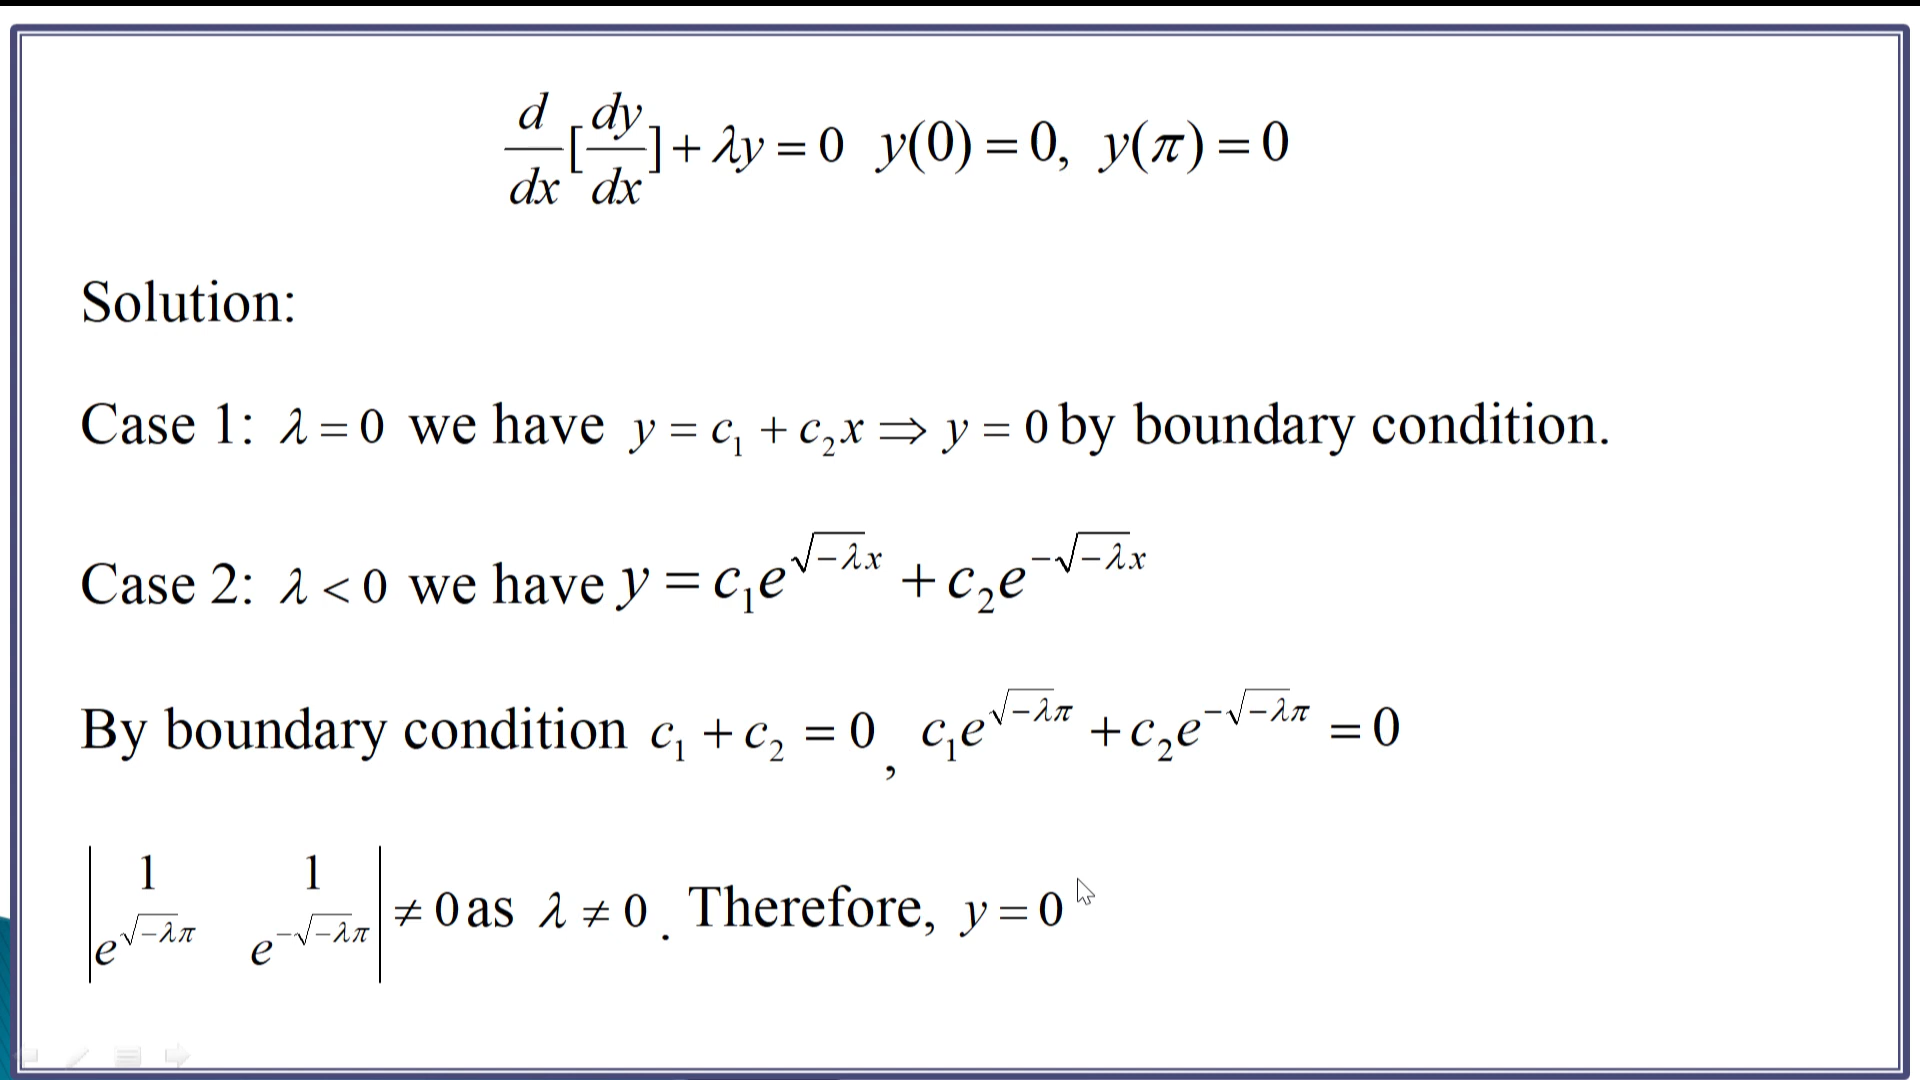 d/dx [dy/dx] + λy = 0  y(0) = 0,  y(π) = 0
Solution:
Case 1: λ = 0 we have y = c₁ + c₂x ⇒ y = 0 by boundary condition.
Case 2: λ < 0 we have y = c₁e^{√(−λ)x} + c₂e^{−√(−λ)x}
By boundary condition c₁ + c₂ = 0, c₁e^{√(−λ)π} + c₂e^{−√(−λ)π} = 0
|1  1; e^{√(−λ)π}  e^{−√(−λ)π}| ≠ 0 as λ ≠ 0. Therefore, y = 0